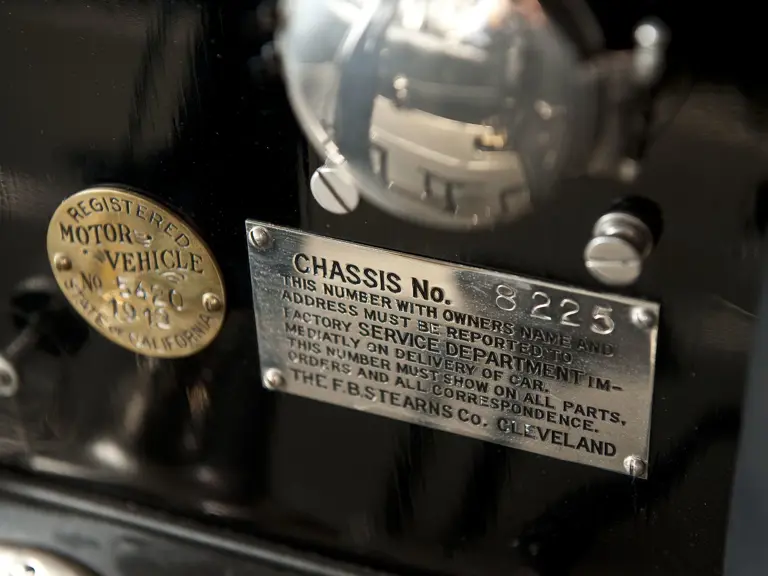 REGISTERED
MOTOR
VEHICLE
No 5420
STATE OF CALIFORNIA
CHASSIS No. 8225
THIS NUMBER WITH OWNERS NAME AND
ADDRESS MUST BE REPORTED TO
FACTORY SERVICE DEPARTMENT IM-
MEDIATLY ON DELIVERY OF CAR.
THIS NUMBER MUST SHOW ON ALL PARTS,
ORDERS AND ALL CORRESPONDENCE.
THE F.B. STEARNS Co. CLEVELAND